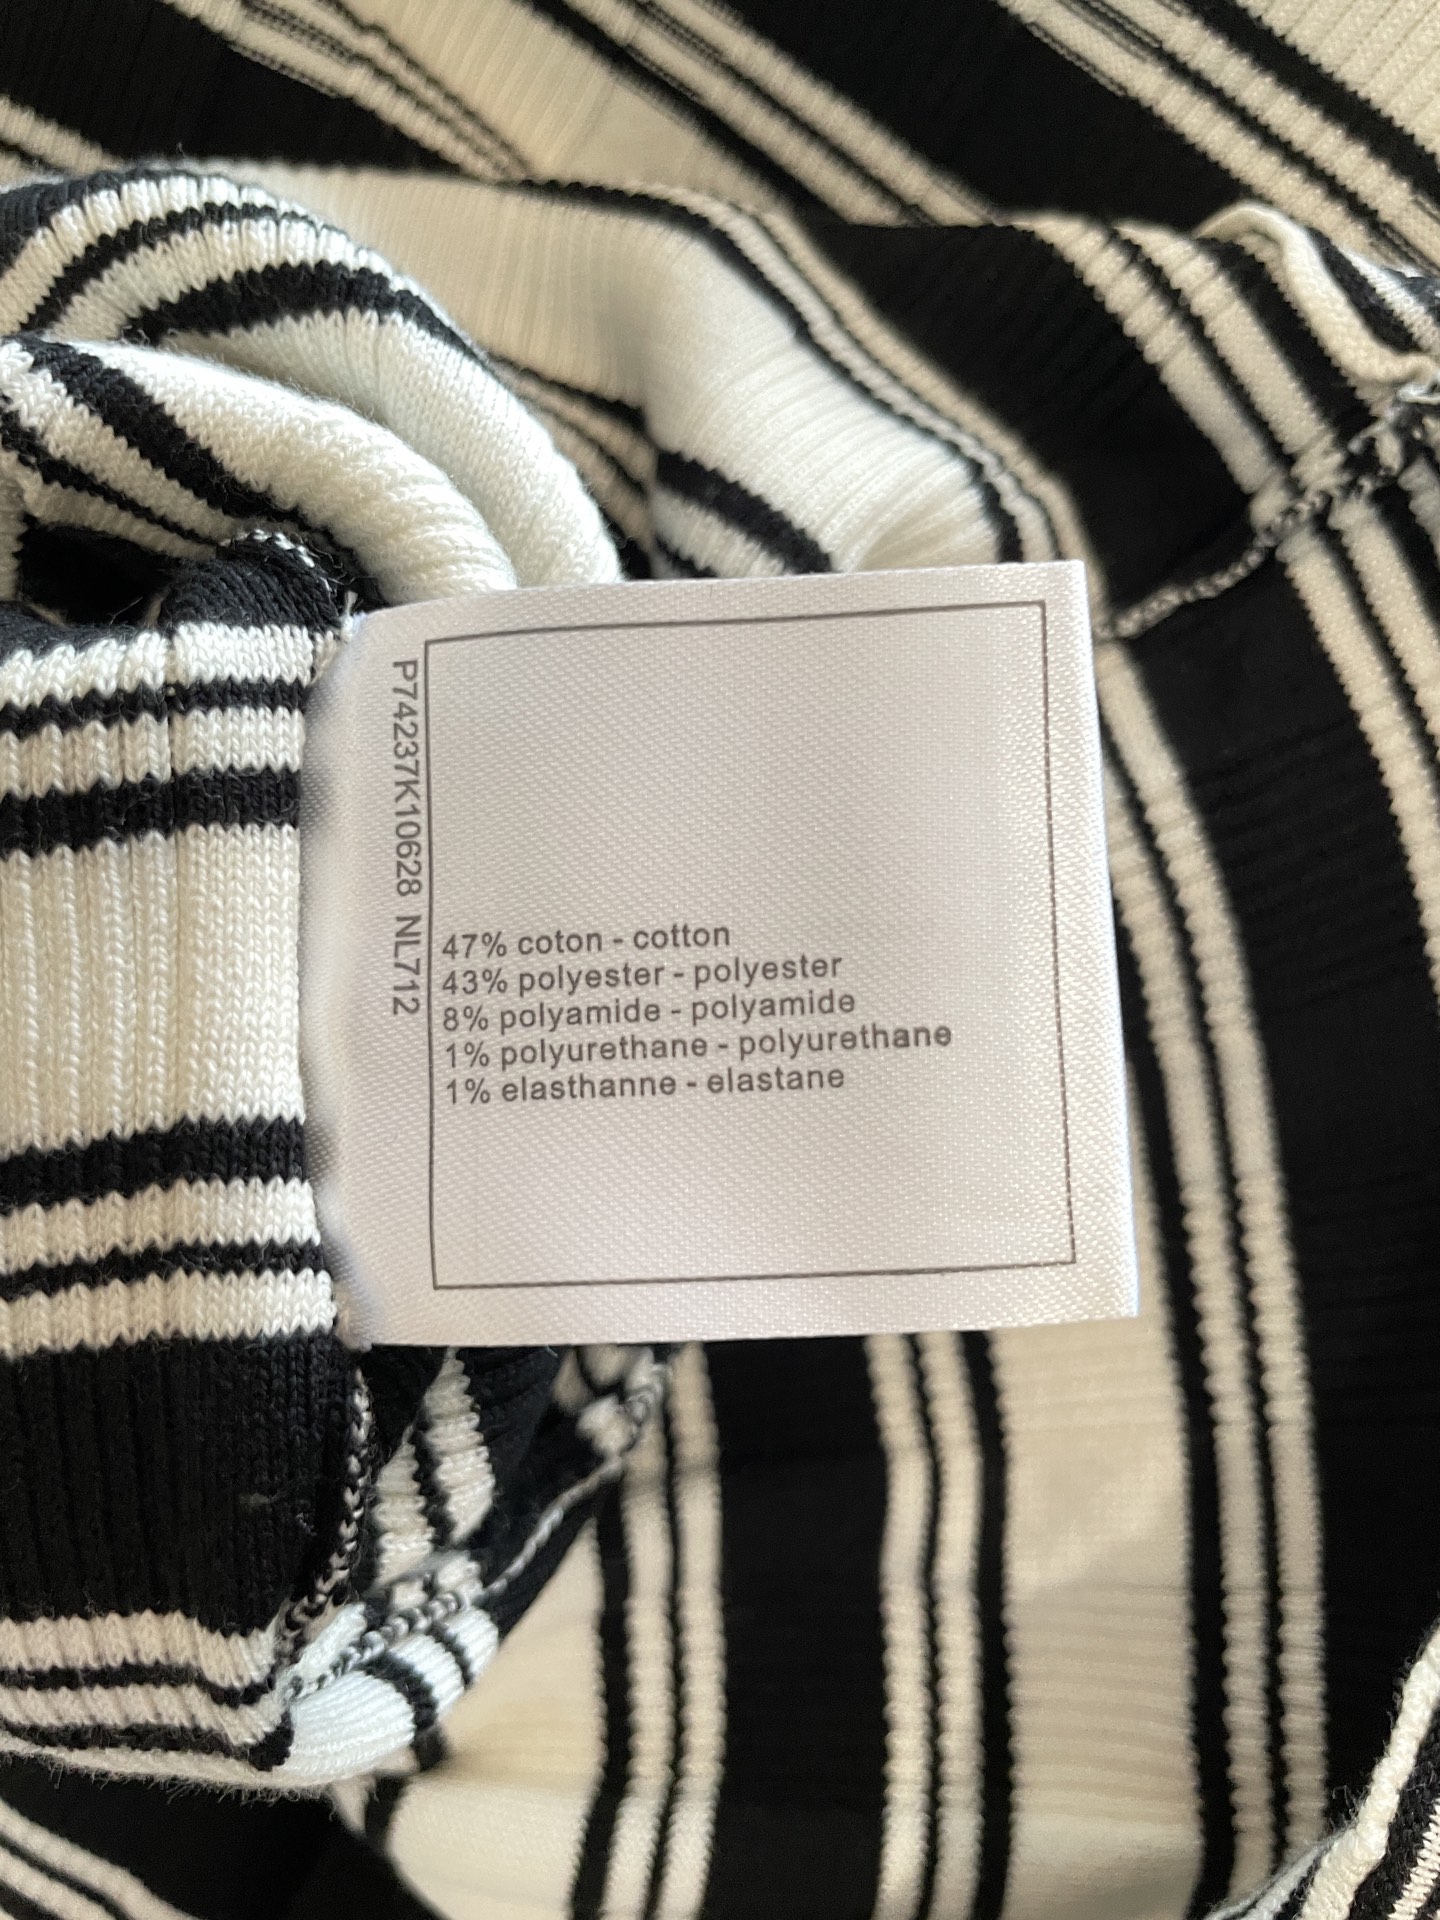 P74237K10628 NL712
47% coton - cotton
43% polyester - polyester
8% polyamide - polyamide
1% polyurethane - polyurethane
1% elasthanne - elastane